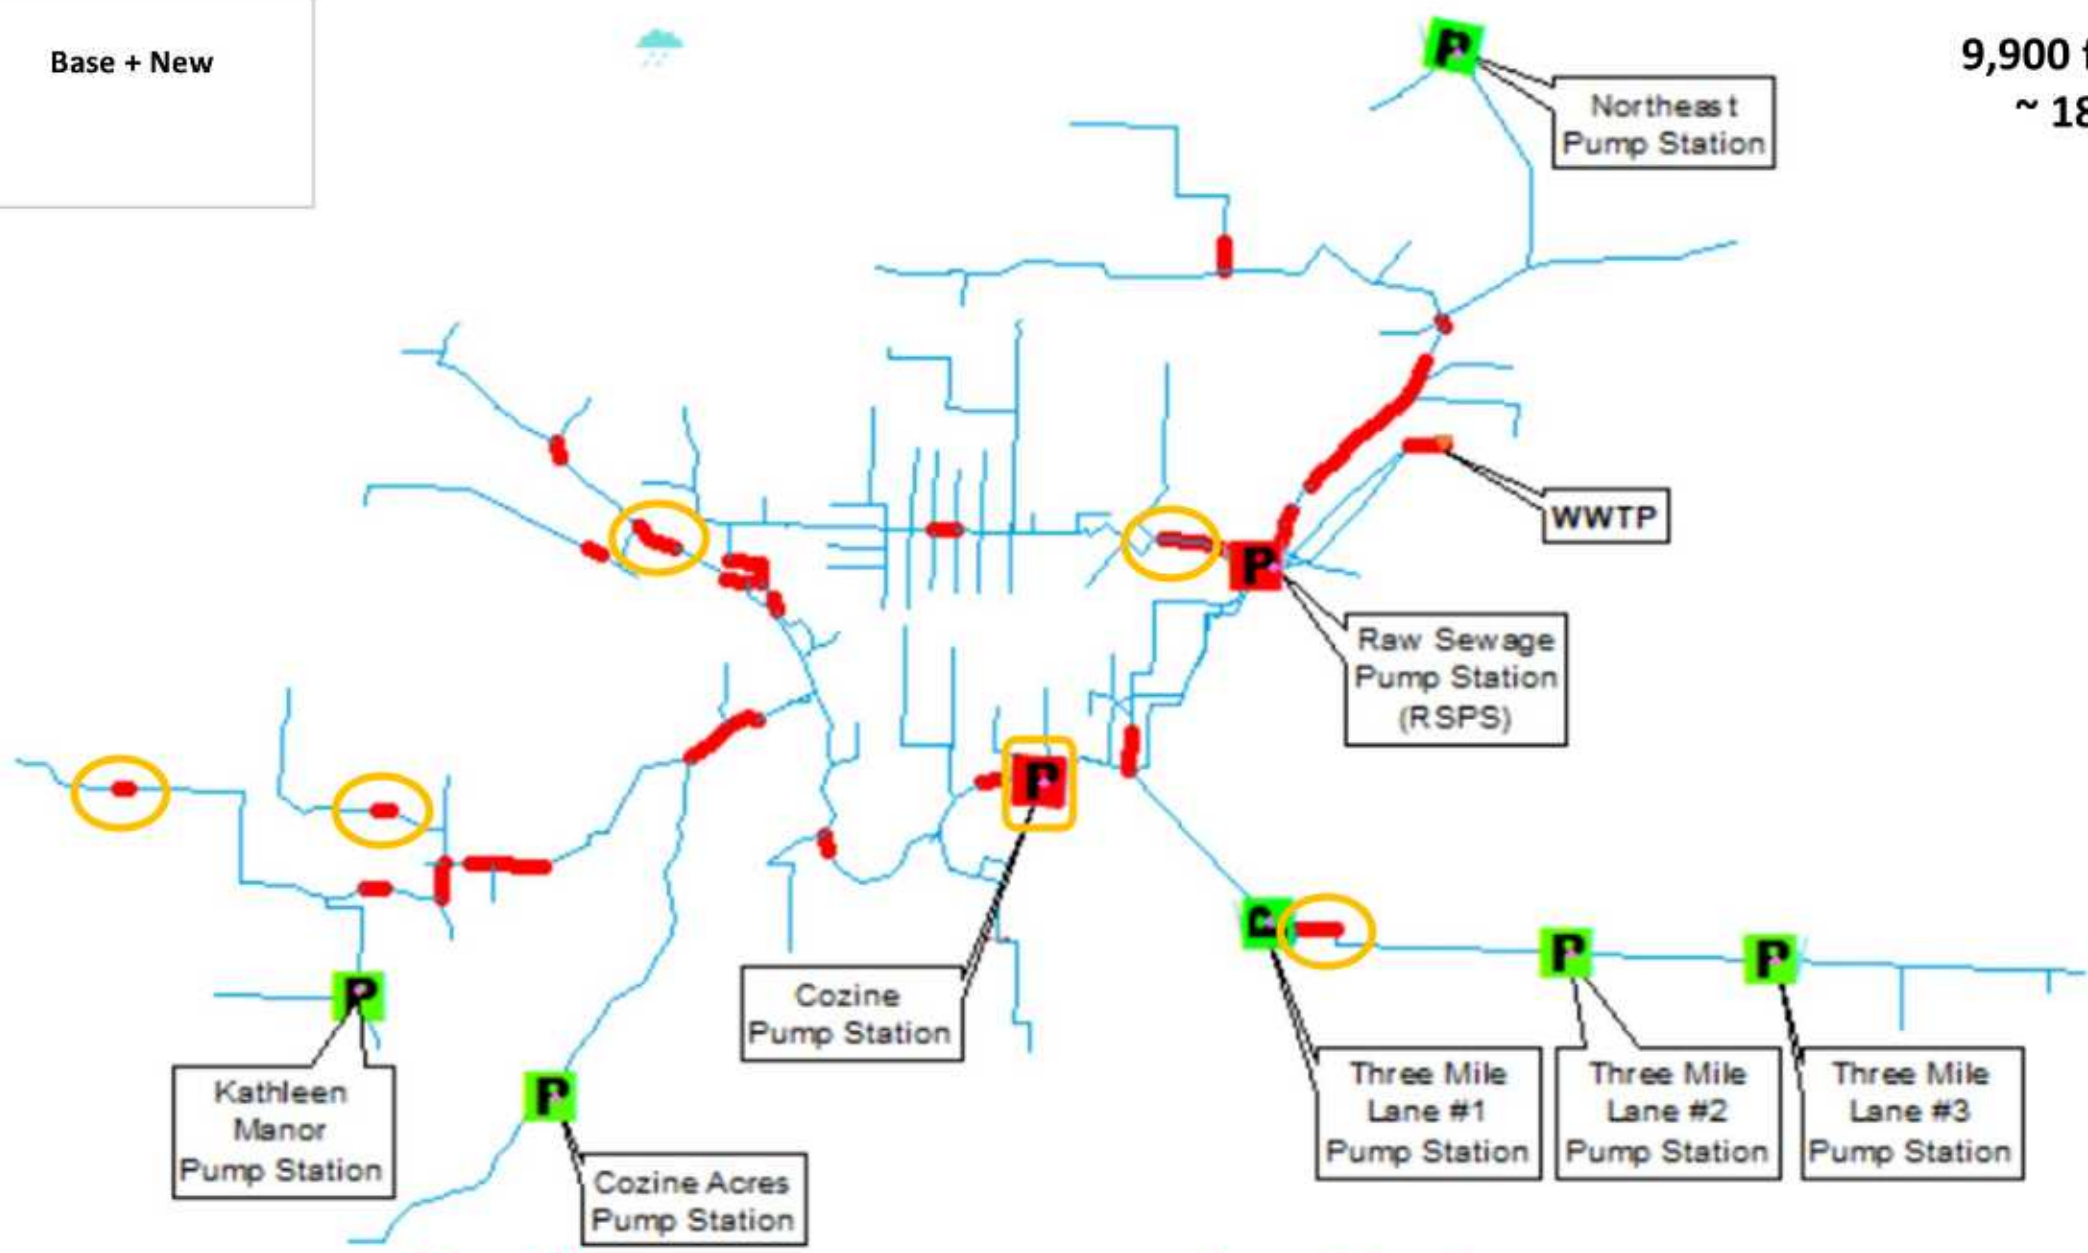 Base + New
9,900 f
~ 18
P
Northeast
Pump Station
WWTP
P
Raw Sewage
Pump Station
(RSPS)
P
Cozine
Pump Station
P
P
P
Kathleen
Manor
Pump Station
Three Mile
Lane #1
Pump Station
Three Mile
Lane #2
Pump Station
Three Mile
Lane #3
Pump Station
P
Cozine Acres
Pump Station